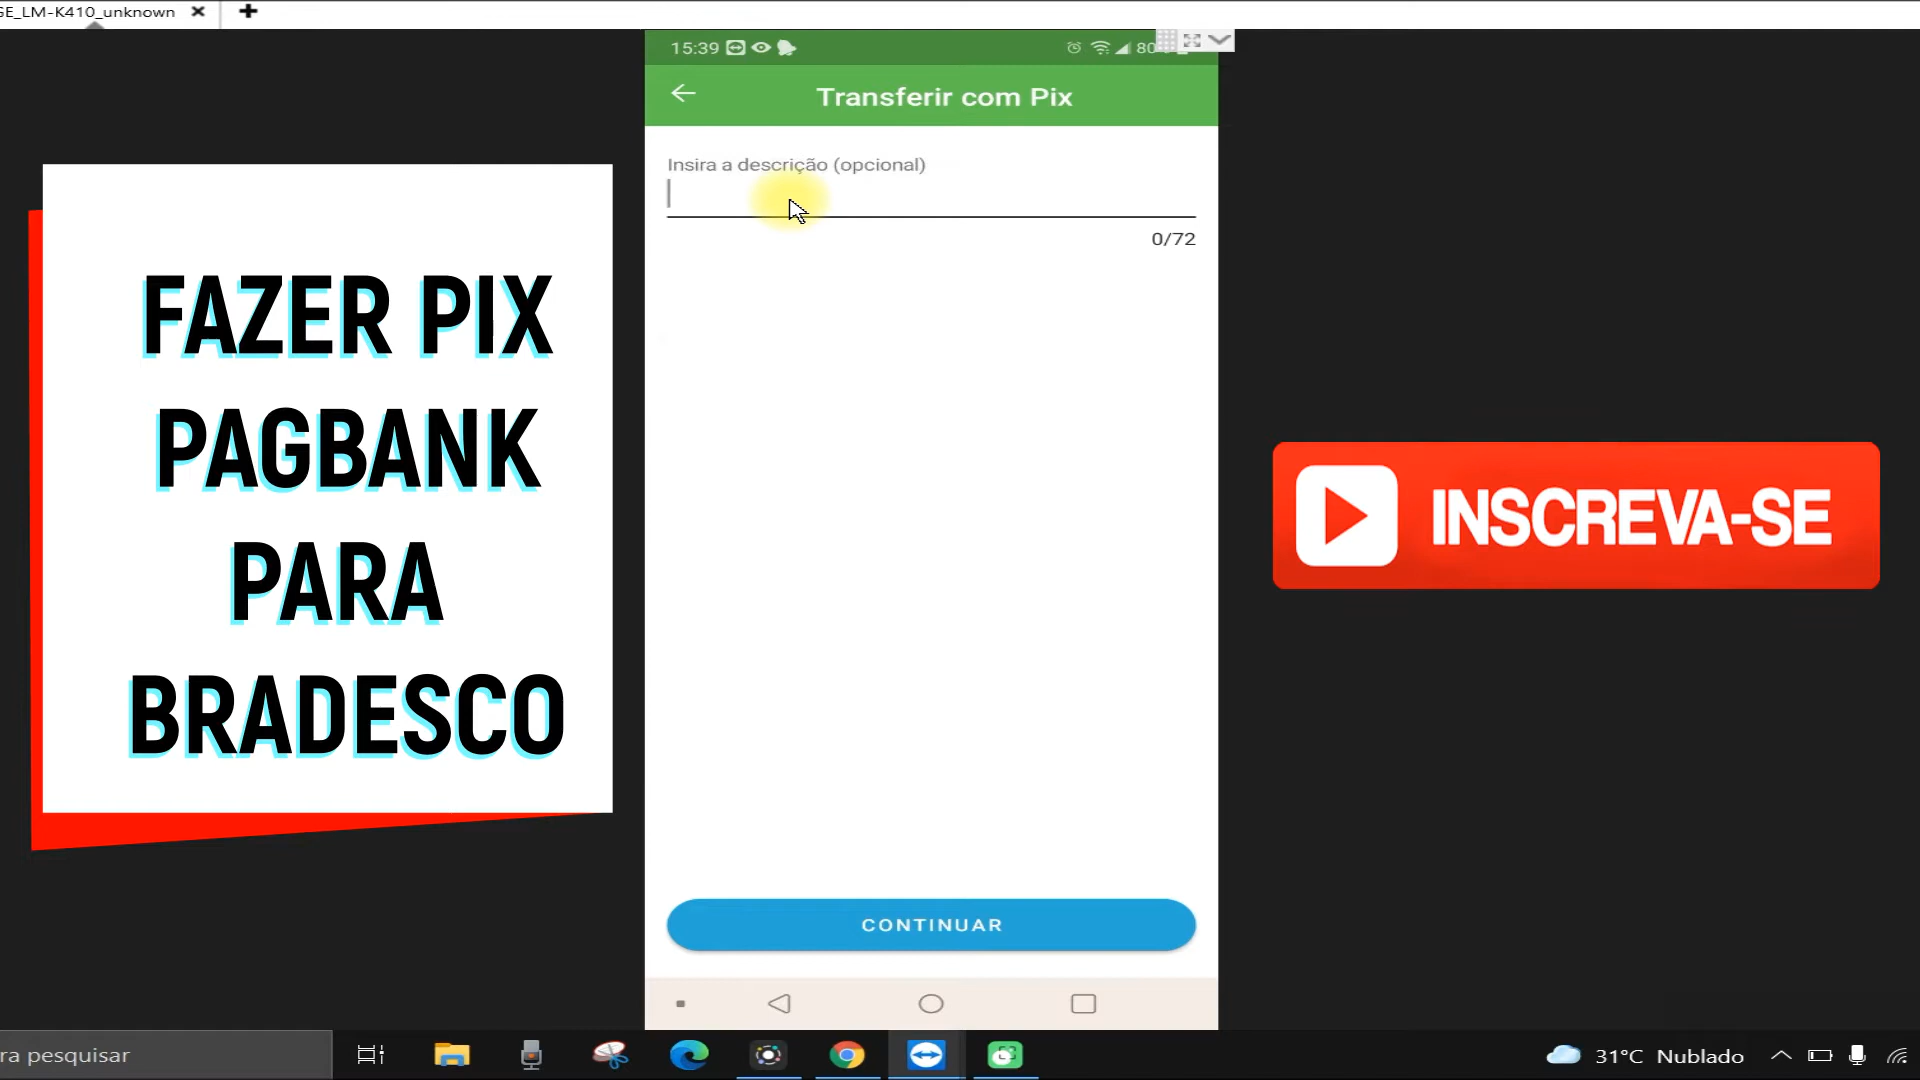 GE_LM-K410_unknown
15:39
80
Transferir com Pix
Insira a descrição (opcional)
0/72
FAZER PIX
PAGBANK
PARA
BRADESCO
INSCREVA-SE
CONTINUAR
ra pesquisar
31°C Nublado